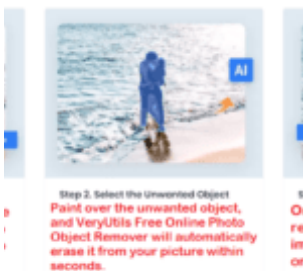 AI
Step 2. Select the Unwanted Object
Paint over the unwanted object,
and VeryUtils Free Online Photo
Object Remover will automatically
erase it from your picture within
seconds.